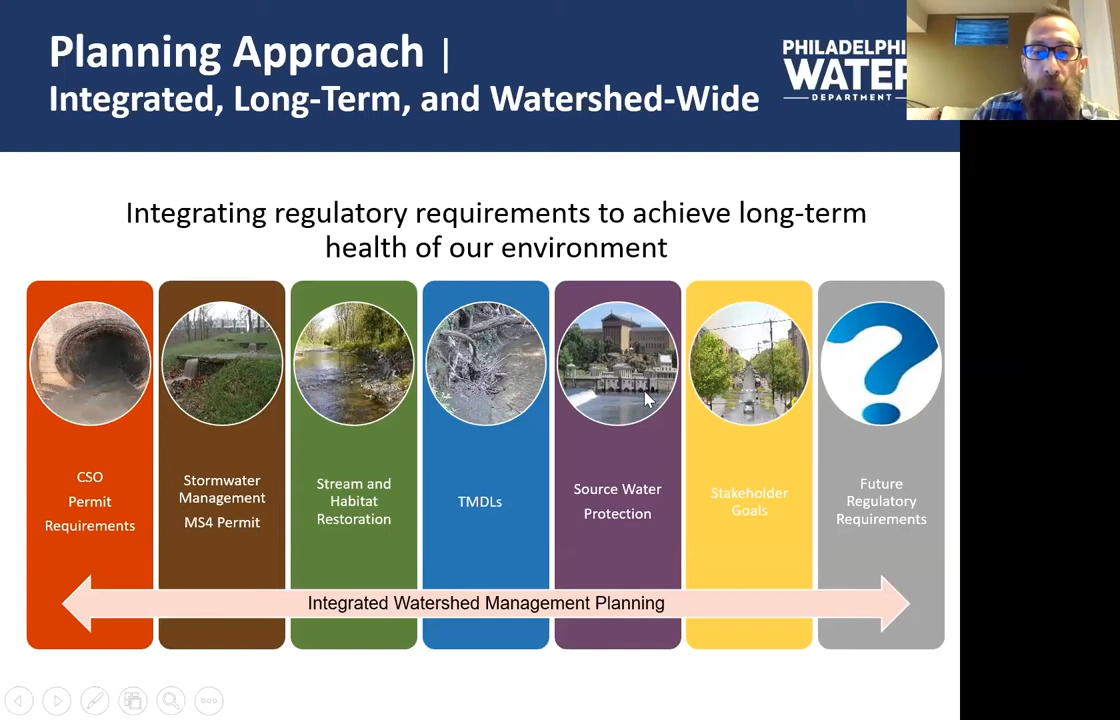 Planning Approach |
Integrated, Long-Term, and Watershed-Wide
PHILADELPHI
WATER
DEPARTMENT
Integrating regulatory requirements to achieve long-term
health of our environment
CSO
Permit
Requirements
Stormwater
Management
MS4 Permit
Stream and
Habitat
Restoration
TMDLs
Source Water
Protection
Stakeholder
Goals
?
Future
Regulatory
Requirements
Integrated Watershed Management Planning